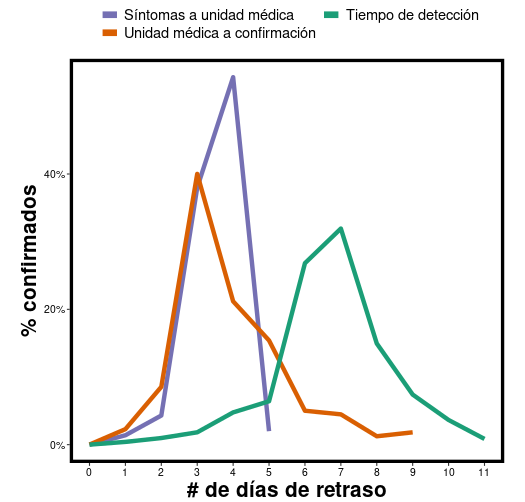 Síntomas a unidad médica
Tiempo de detección
Unidad médica a confirmación
% confirmados
40%
20%
0%
0 1 2 3 4 5 6 7 8 9 10 11
# de días de retraso